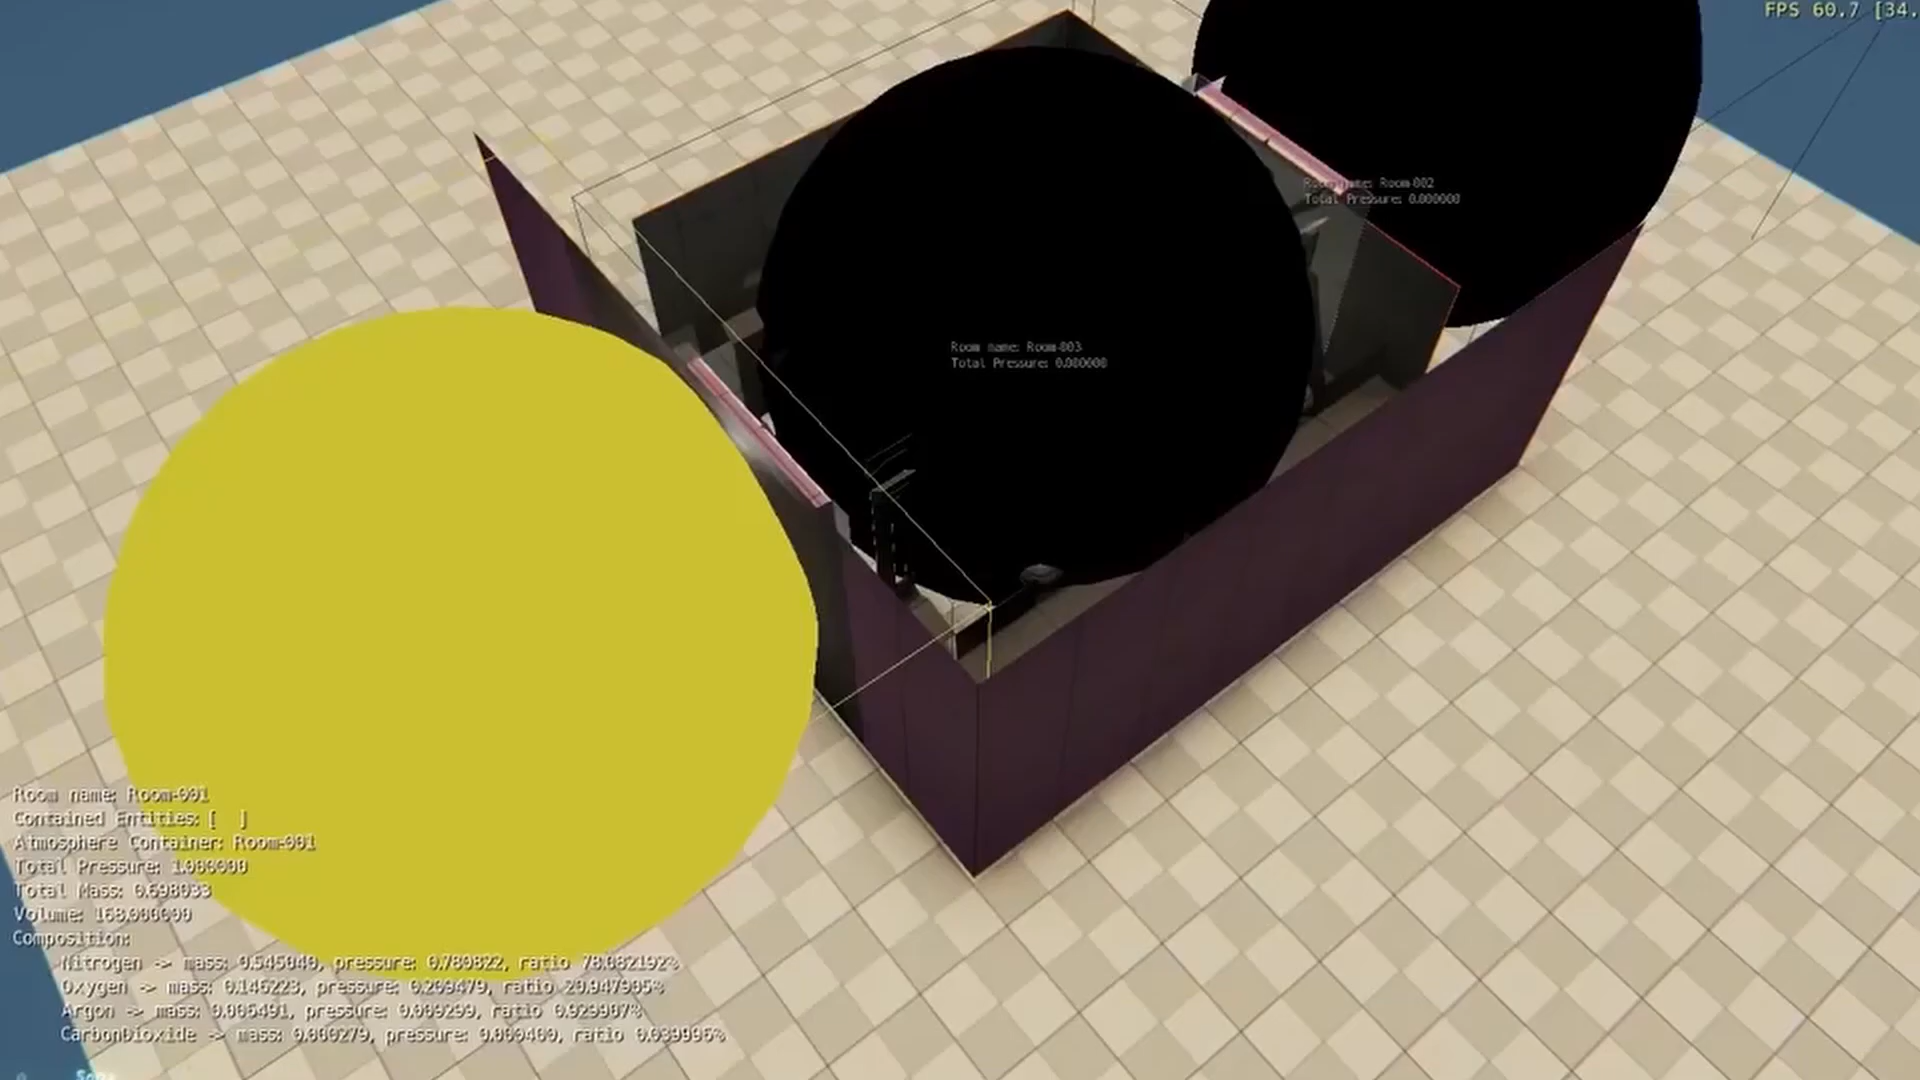 FPS 60.7 [34.
Room name: Room-002
Total Pressure: 0.000000
Room name: Room-003
Total Pressure: 0.000000
Room name: Room-001
Contained Entities: [ ]
Atmosphere Container: Room-001
Total Pressure: 1.000000
Total Mass: 0.698033
Volume: 168.000000
Composition:
Nitrogen -> mass: 0.545040, pressure: 0.780822, ratio 78.082192%
Oxygen -> mass: 0.146223, pressure: 0.209479, ratio 20.947905%
Argon -> mass: 0.006491, pressure: 0.009299, ratio 0.929907%
CarbonDioxide -> mass: 0.000279, pressure: 0.000400, ratio 0.039996%